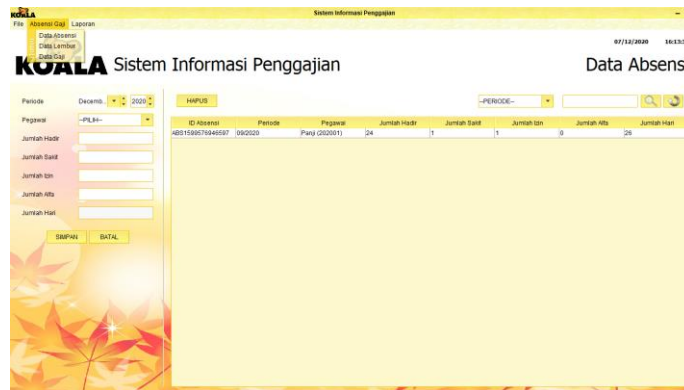 Sistem Informasi Penggajian
KOALA
File Absensi Gaji Laporan
Data Absensi
Data Lembur
Data Gaji
07/12/2020 16:13:
KOALA Sistem Informasi Penggajian Data Absens
Periode Decemb... 2020 HAPUS --PERIODE--
Pegawai --PILIH--
ID Absensi Periode Pegawai Jumlah Hadir Jumlah Sakit Jumlah Izin Jumlah Alfa Jumlah Hari
09/2020 Panji (202001) 24 1 1 0 26
Jumlah Hadir
Jumlah Sakit
Jumlah Izin
Jumlah Alfa
Jumlah Hari
SIMPAN BATAL